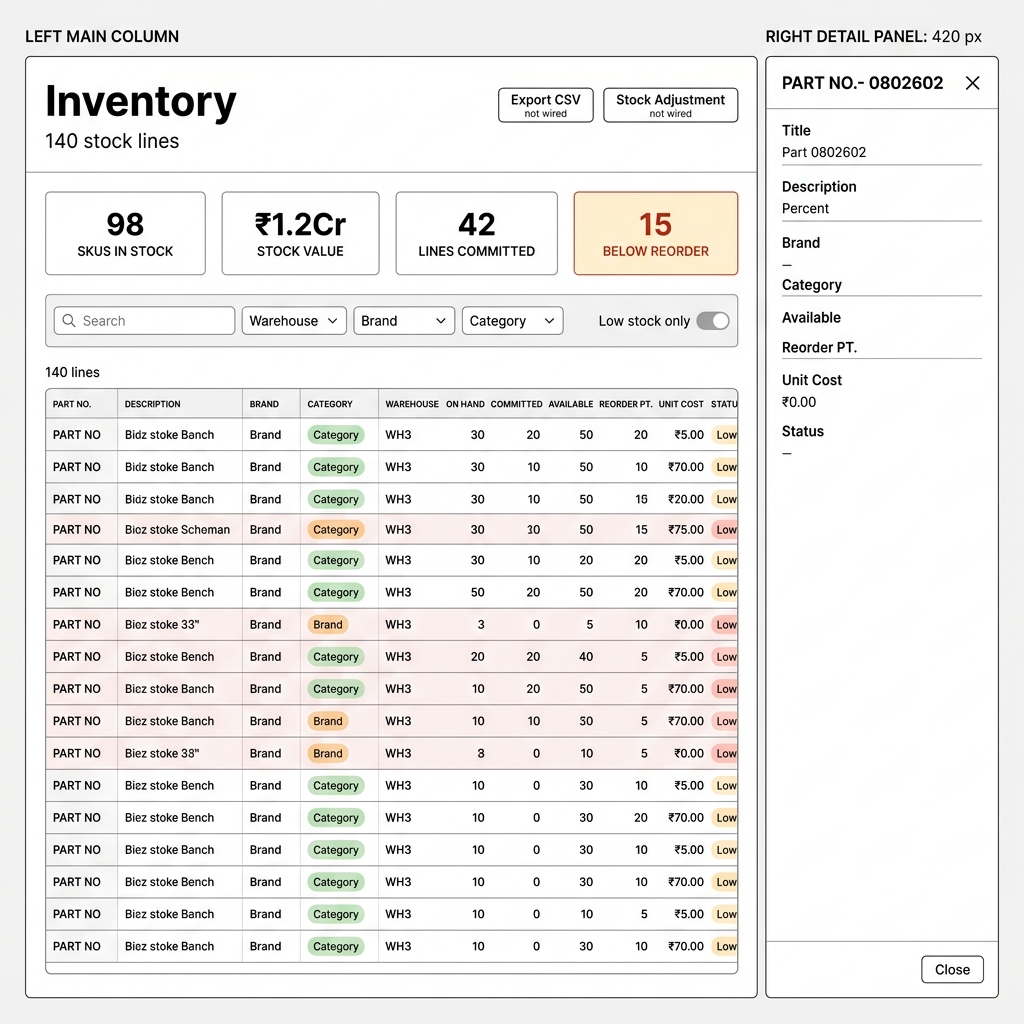 LEFT MAIN COLUMN
RIGHT DETAIL PANEL: 420 px
Inventory
140 stock lines
Export CSV
not wired
Stock Adjustment
not wired
98
SKUS IN STOCK
₹1.2Cr
STOCK VALUE
42
LINES COMMITTED
15
BELOW REORDER
Search
Warehouse
Brand
Category
Low stock only
140 lines
PART NO. DESCRIPTION BRAND CATEGORY WAREHOUSE ON HAND COMMITTED AVAILABLE REORDER PT. UNIT COST STATU
PART NO Bidz stoke Banch Brand Category WH3 30 20 50 20 ₹5.00 Low
PART NO Bidz stoke Banch Brand Category WH3 30 10 50 10 ₹70.00 Low
PART NO Bidz stoke Banch Brand Category WH3 30 10 50 15 ₹20.00 Low
PART NO Bioz stoke Scheman Brand Category WH3 30 10 50 15 ₹75.00 Low
PART NO Bioz stoke Bench Brand Category WH3 30 10 20 20 ₹5.00 Low
PART NO Biez stoke Bench Brand Category WH3 50 20 50 20 ₹70.00 Low
PART NO Biez stoke 33" Brand Brand WH3 3 0 5 10 ₹0.00 Low
PART NO Bicz stoke Bench Brand Category WH3 20 20 40 5 ₹5.00 Low
PART NO Bicz stoke Banch Brand Category WH3 10 20 50 5 ₹70.00 Low
PART NO Biez stoke Banch Brand Brand WH3 10 10 30 5 ₹70.00 Low
PART NO Biez stoke 38" Brand Brand WH3 8 0 10 5 ₹0.00 Low
PART NO Biez stoke Bench Brand Category WH3 10 0 30 10 ₹5.00 Low
PART NO Biez stoke Bench Brand Category WH3 10 0 30 20 ₹70.00 Low
PART NO Bicz stoke Banch Brand Category WH3 10 0 30 10 ₹5.00 Low
PART NO Biez stoke Bench Brand Category WH3 10 0 30 10 ₹70.00 Low
PART NO Biez stoke Banch Brand Category WH3 10 0 10 5 ₹5.00 Low
PART NO Biez stoke Banch Brand Category WH3 10 0 30 10 ₹70.00 Low
PART NO.- 0802602
Title
Part 0802602
Description
Percent
Brand
—
Category
Available
Reorder PT.
Unit Cost
₹0.00
Status
—
Close